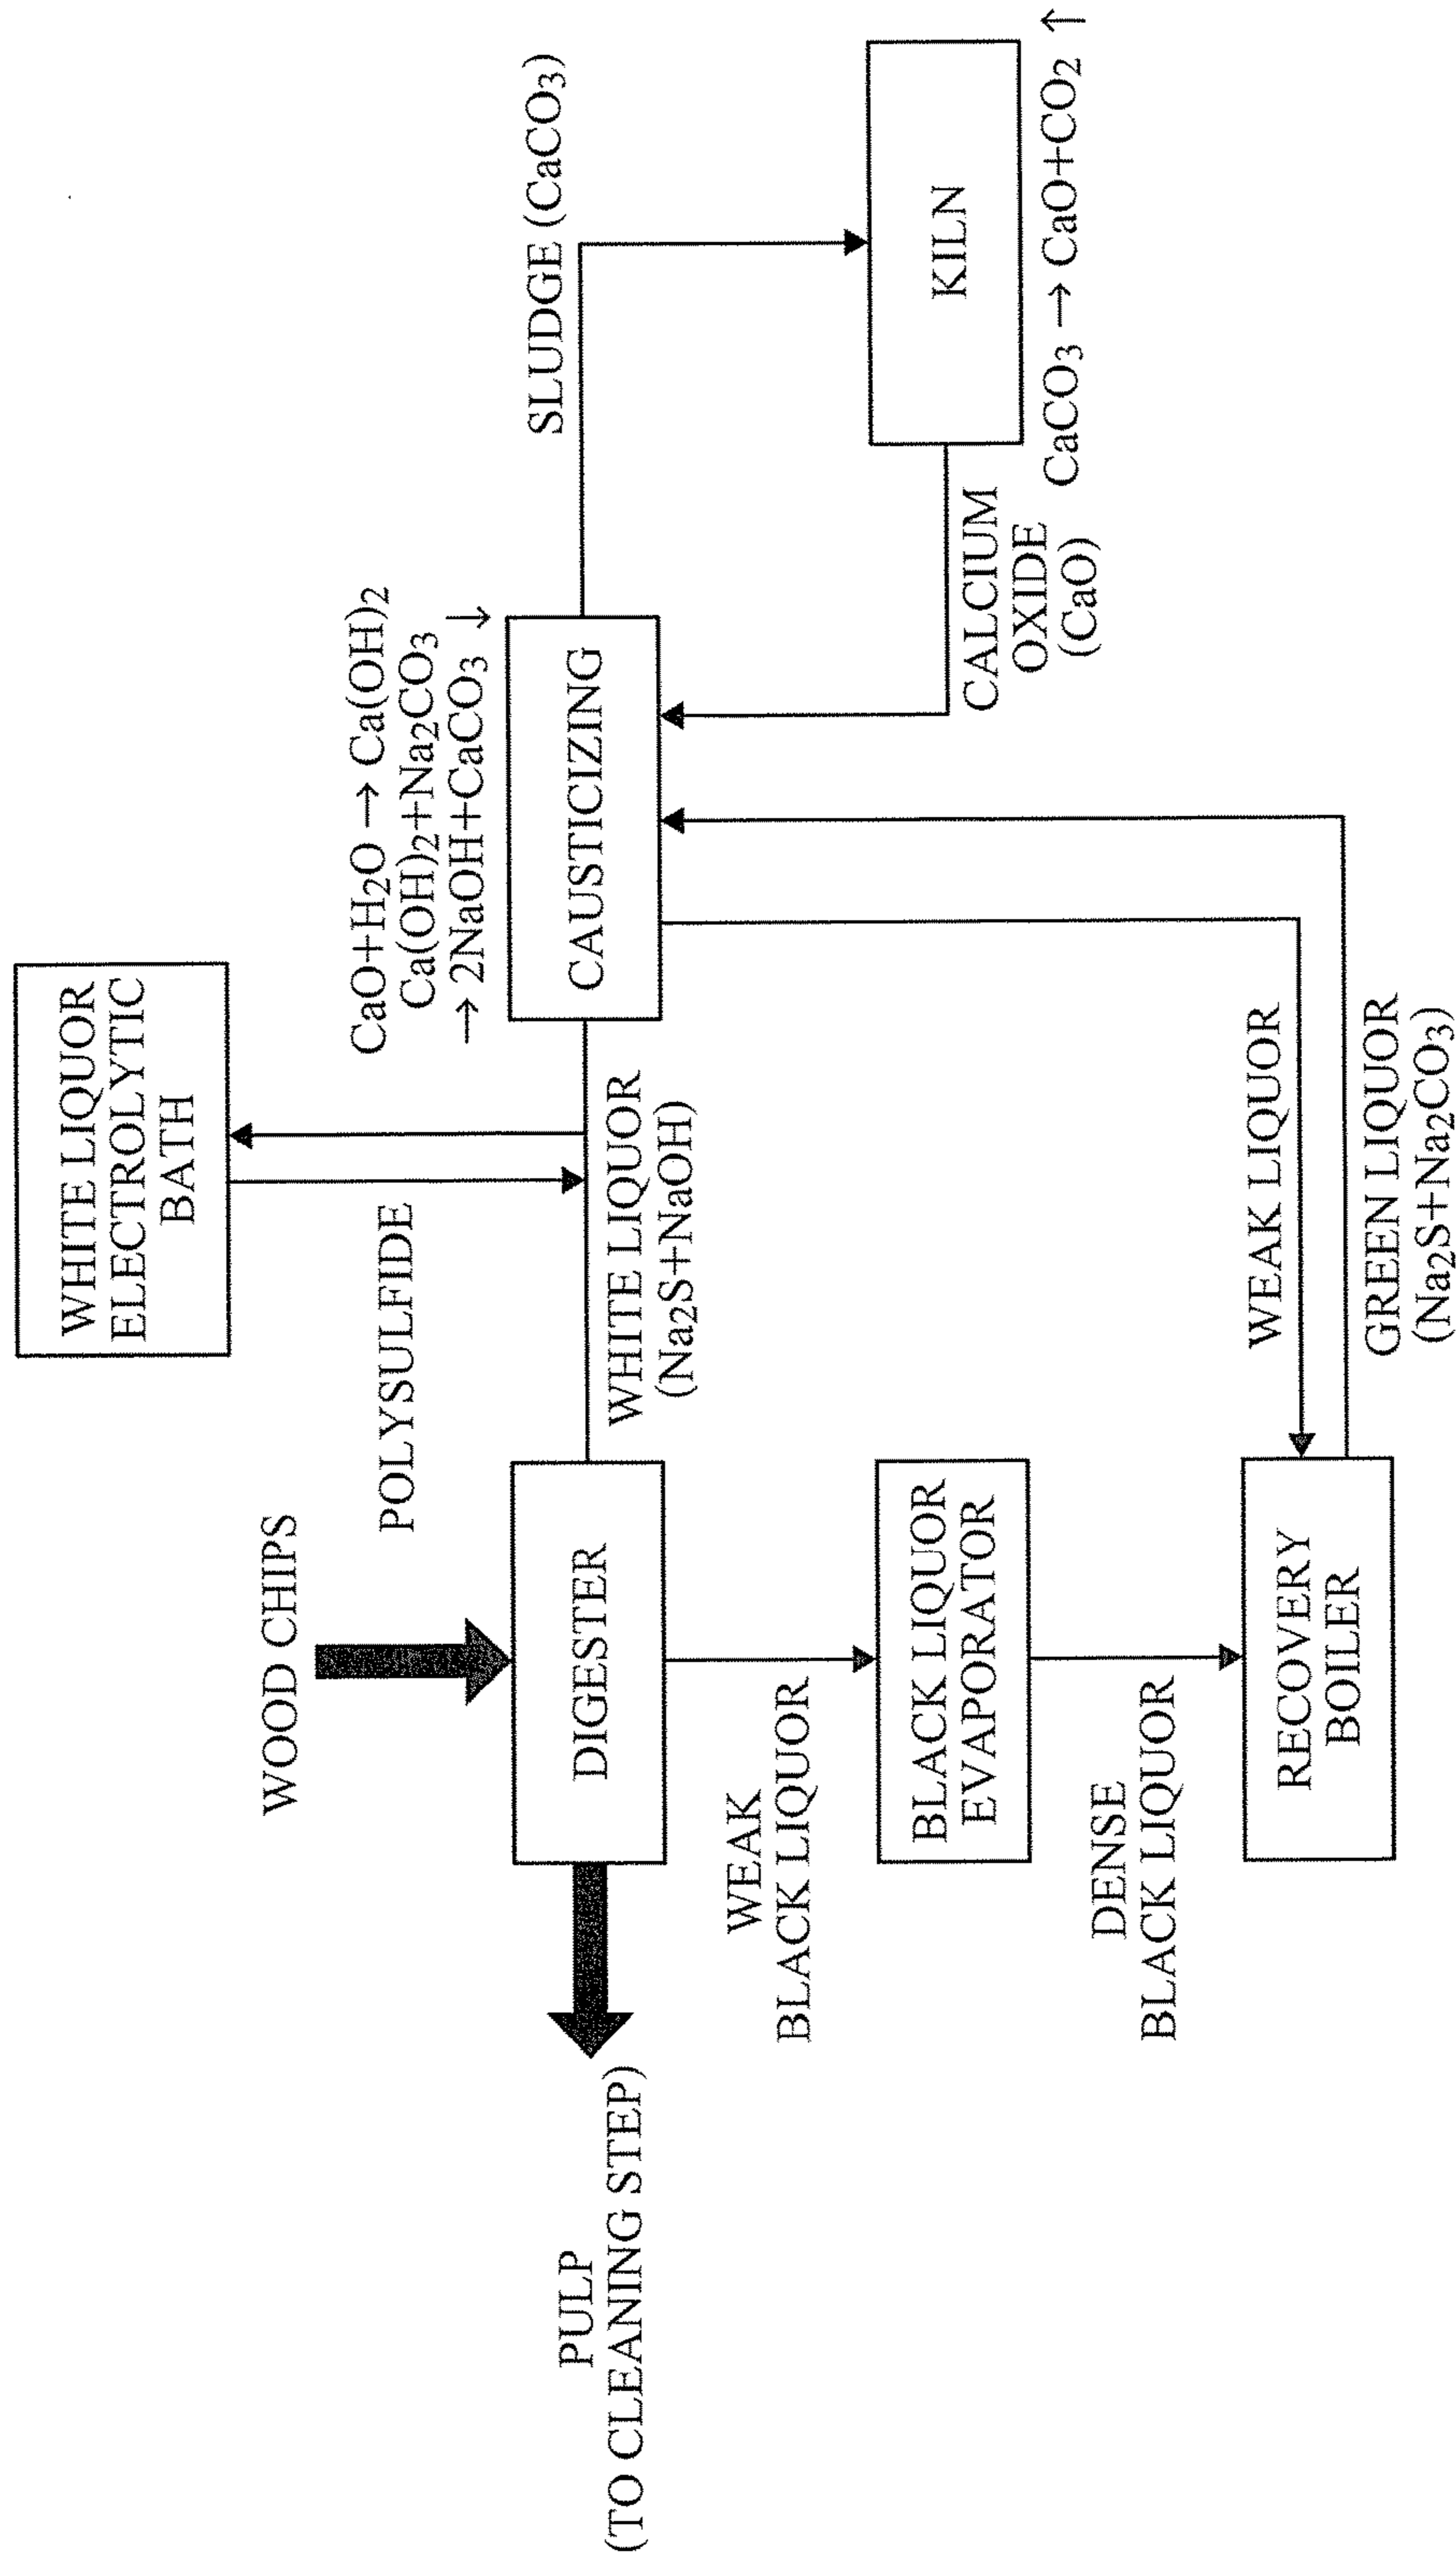 WHITE LIQUOR
ELECTROLYTIC
BATH
WOOD CHIPS
POLYSULFIDE
CaO+H2O → Ca(OH)2
Ca(OH)2+Na2CO3
→ 2NaOH+CaCO3 ↓
SLUDGE (CaCO3)
PULP
(TO CLEANING STEP)
DIGESTER
WHITE LIQUOR
(Na2S+NaOH)
CAUSTICIZING
WEAK
BLACK LIQUOR
BLACK LIQUOR
EVAPORATOR
CALCIUM
OXIDE
(CaO)
KILN
CaCO3 → CaO+CO2 ↑
DENSE
BLACK LIQUOR
RECOVERY
BOILER
WEAK LIQUOR
GREEN LIQUOR
(Na2S+Na2CO3)